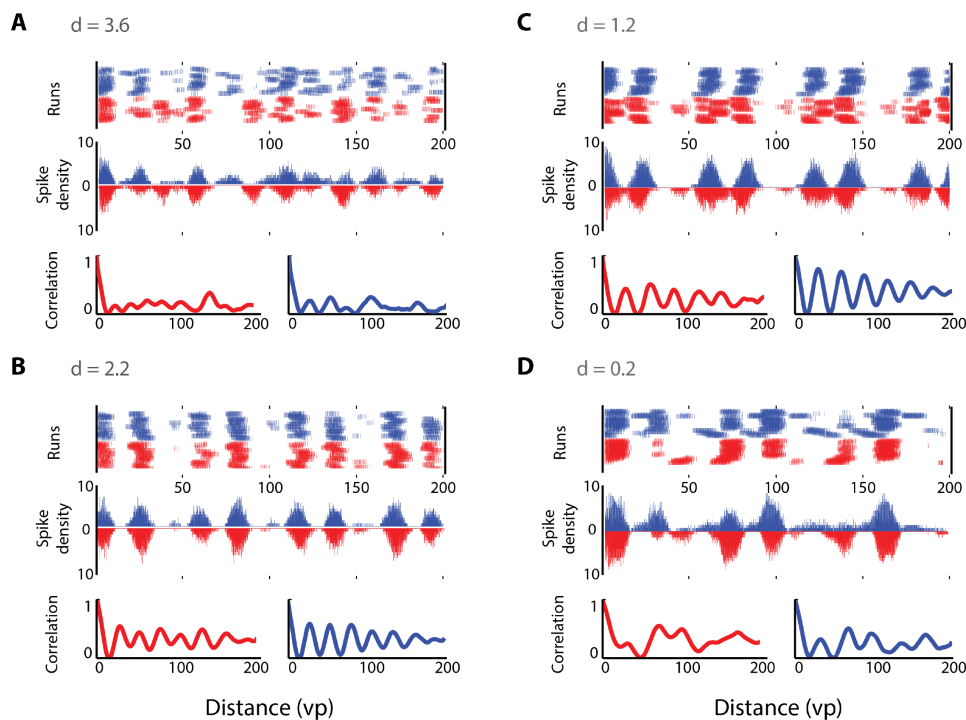 A d = 3.6
Runs
50 100 150 200
10
0
10
Spike
density
1
0
Correlation
0 100 200 0 100 200
B d = 2.2
Runs
50 100 150 200
10
0
10
Spike
density
1
0
Correlation
0 100 200 0 100 200
Distance (vp)
C d = 1.2
Runs
50 100 150 200
10
0
10
Spike
density
1
0
Correlation
0 100 200 0 100 200
D d = 0.2
Runs
50 100 150 200
10
0
10
Spike
density
1
0
Correlation
0 100 200 0 100 200
Distance (vp)